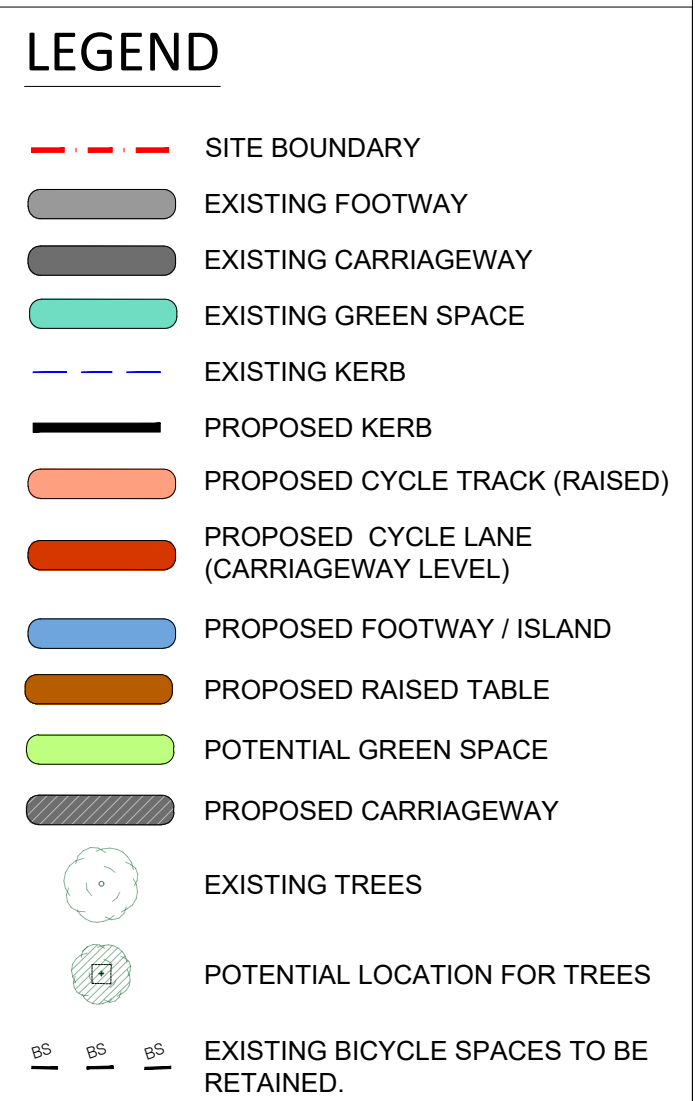 LEGEND
SITE BOUNDARY
EXISTING FOOTWAY
EXISTING CARRIAGEWAY
EXISTING GREEN SPACE
EXISTING KERB
PROPOSED KERB
PROPOSED CYCLE TRACK (RAISED)
PROPOSED CYCLE LANE
(CARRIAGEWAY LEVEL)
PROPOSED FOOTWAY / ISLAND
PROPOSED RAISED TABLE
POTENTIAL GREEN SPACE
PROPOSED CARRIAGEWAY
EXISTING TREES
POTENTIAL LOCATION FOR TREES
BS BS BS EXISTING BICYCLE SPACES TO BE
RETAINED.